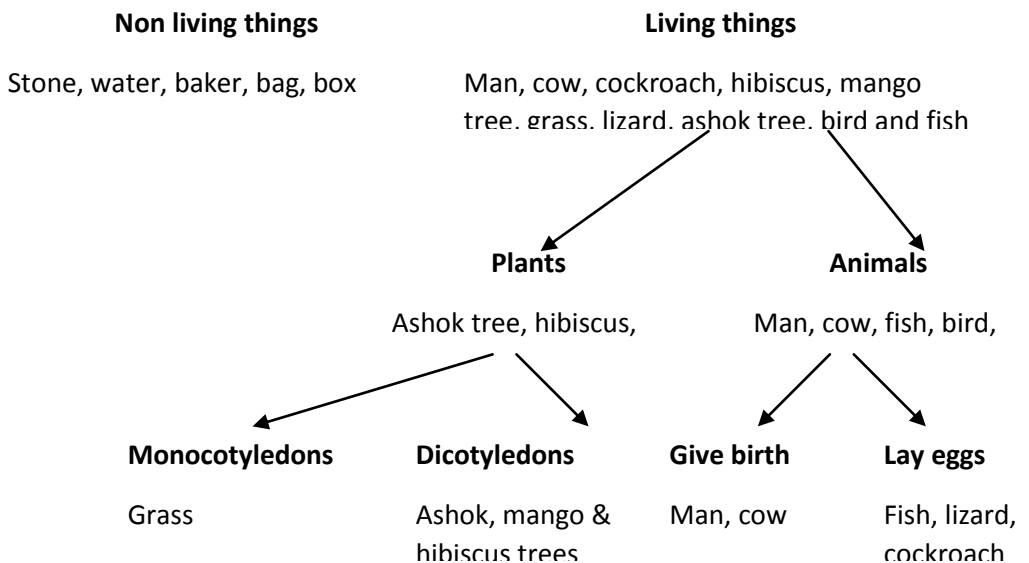 Non living things
Living things
Stone, water, baker, bag, box
Man, cow, cockroach, hibiscus, mango
tree, grass, lizard, ashok tree, bird and fish
Plants
Animals
Ashok tree, hibiscus,
Man, cow, fish, bird,
Monocotyledons
Dicotyledons
Give birth
Lay eggs
Grass
Ashok, mango &
hibiscus trees
Man, cow
Fish, lizard,
cockroach